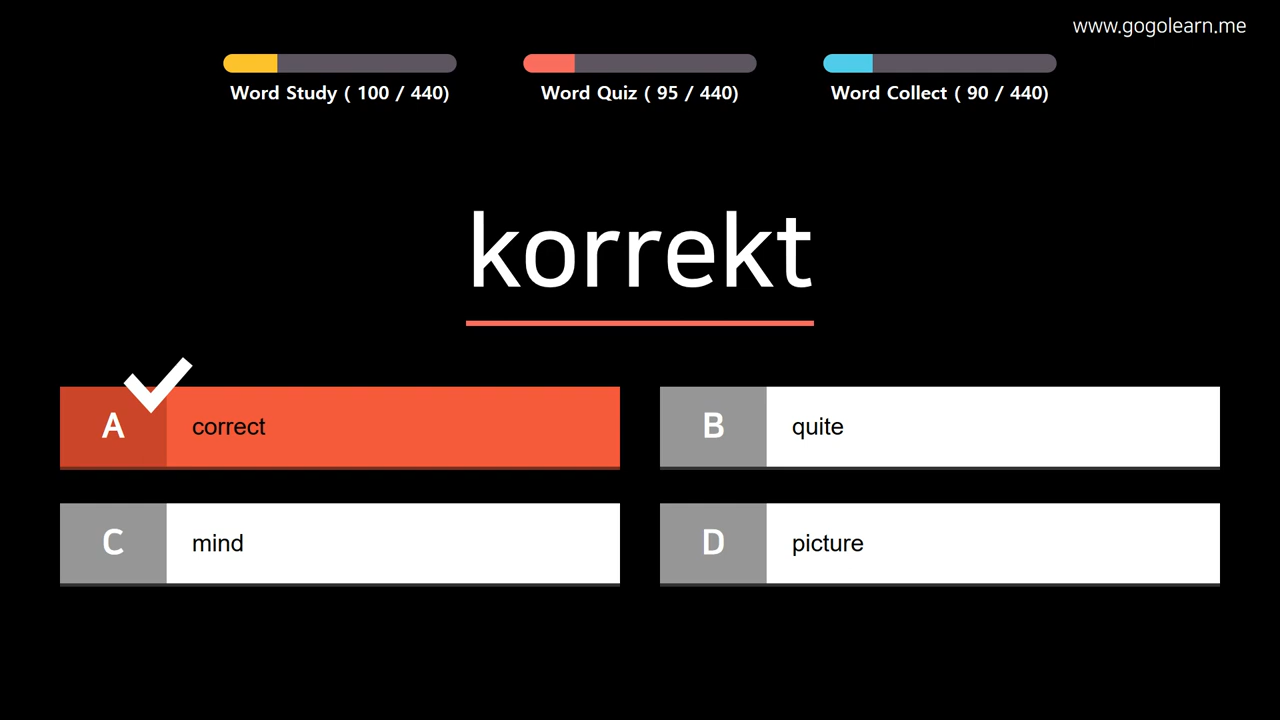 www.gogolearn.me
Word Study ( 100 / 440)
Word Quiz ( 95 / 440)
Word Collect ( 90 / 440)
korrekt
A correct
B quite
C mind
D picture